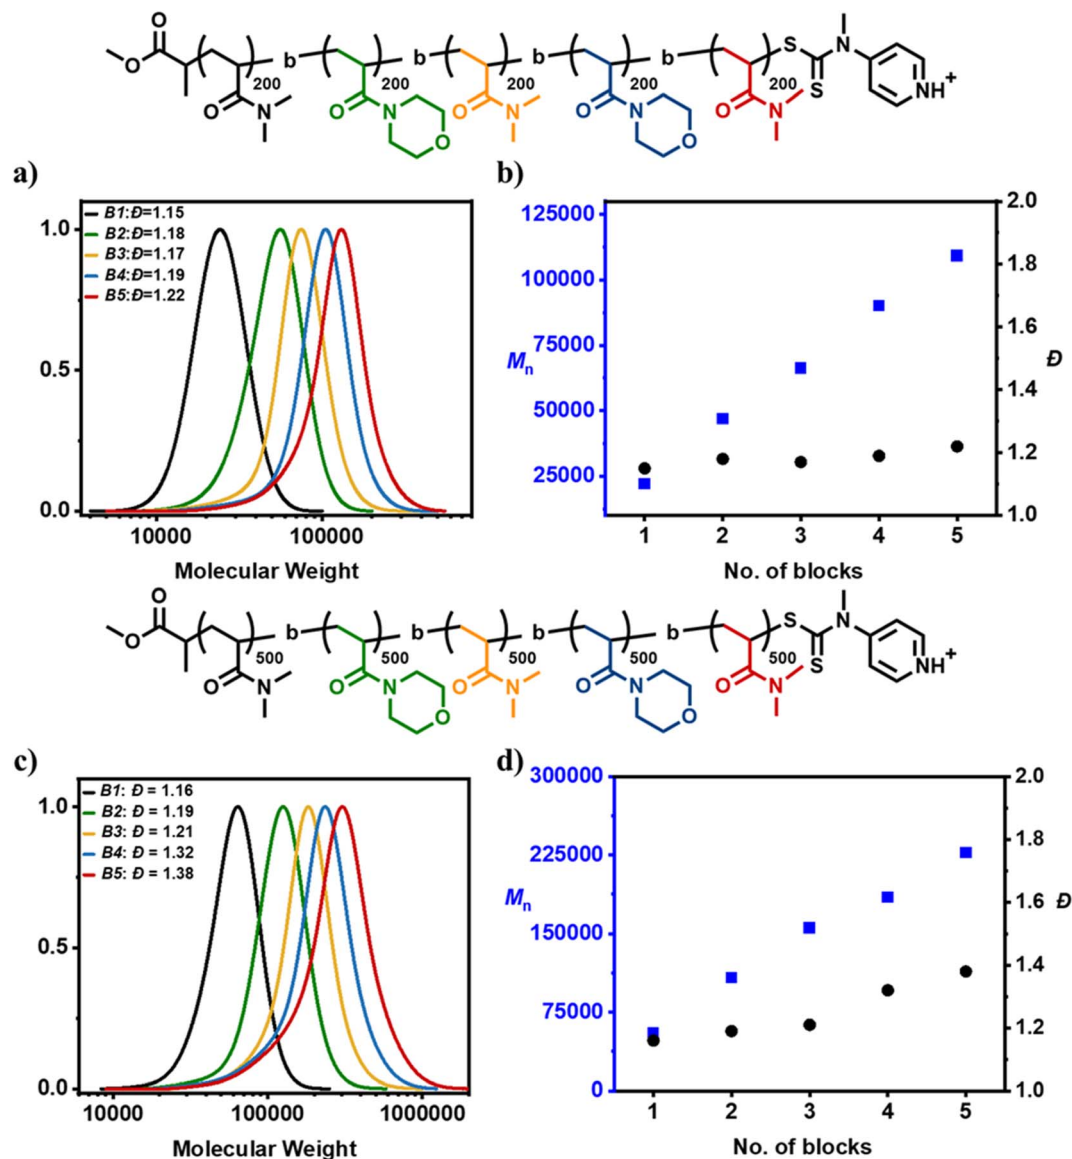 O
O
b
b
b
b
200
200
200
200
200
O
N
O
N
O
O
N
O
N
O
O
N
S
S
N
NH+
a)
B1:Đ=1.15
B2:Đ=1.18
B3:Đ=1.17
B4:Đ=1.19
B5:Đ=1.22
1.0
0.5
0.0
10000
100000
Molecular Weight
b)
125000
100000
75000
50000
25000
Mn
2.0
1.8
1.6
1.4
1.2
1.0
Đ
1
2
3
4
5
No. of blocks
O
O
b
b
b
b
500
500
500
500
500
O
N
O
N
O
O
N
O
N
O
O
N
S
S
N
NH+
c)
B1: Đ = 1.16
B2: Đ = 1.19
B3: Đ = 1.21
B4: Đ = 1.32
B5: Đ = 1.38
1.0
0.5
0.0
10000
100000
1000000
Molecular Weight
d)
300000
225000
150000
75000
0
Mn
2.0
1.8
1.6
1.4
1.2
1.0
Đ
1
2
3
4
5
No. of blocks